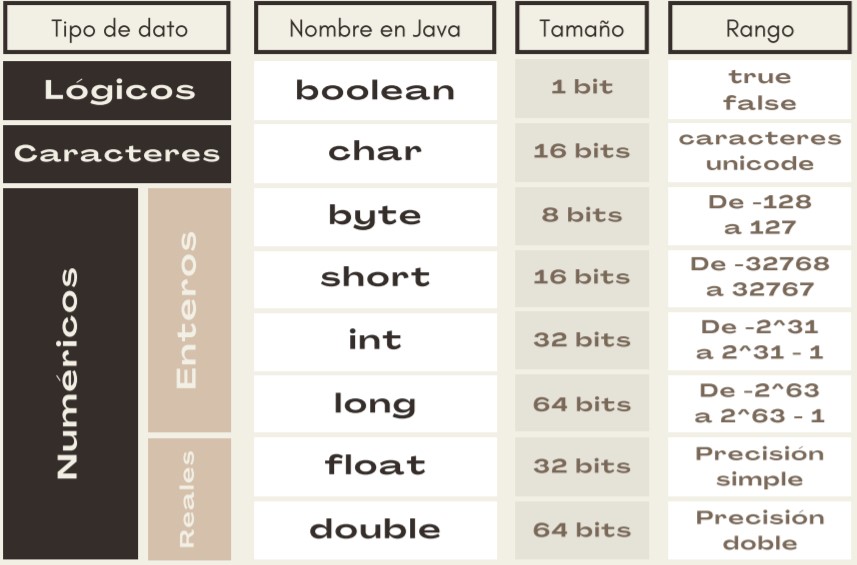 Tipo de dato
Nombre en Java
Tamaño
Rango
Lógicos
boolean
1 bit
true
false
Caracteres
char
16 bits
caracteres
unicode
Numéricos
Enteros
byte
8 bits
De -128
a 127
short
16 bits
De -32768
a 32767
int
32 bits
De -2^31
a 2^31 - 1
long
64 bits
De -2^63
a 2^63 - 1
Reales
float
32 bits
Precisión
simple
double
64 bits
Precisión
doble